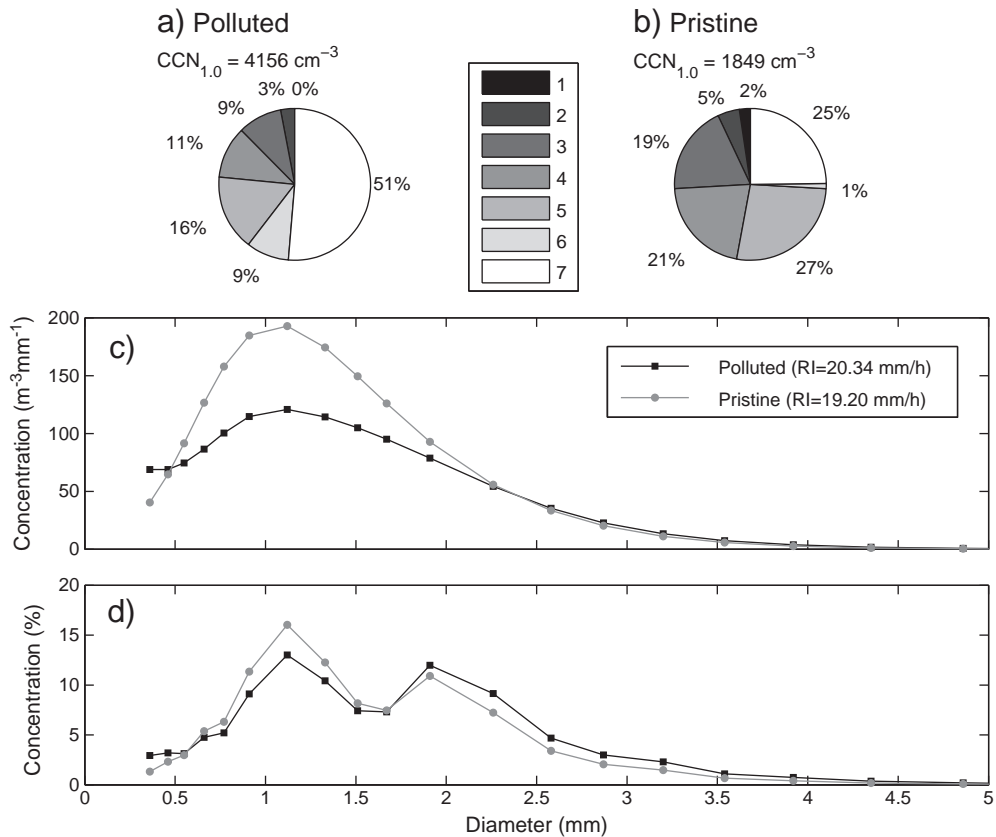 a) Polluted
CCN1.0 = 4156 cm−3
3% 0%
9%
11%
51%
16%
9%
1
2
3
4
5
6
7
b) Pristine
CCN1.0 = 1849 cm−3
2%
5%
25%
19%
1%
21%
27%
c)
Concentration (m-3mm-1)
200
150
100
50
0
Polluted (RI=20.34 mm/h)
Pristine (RI=19.20 mm/h)
d)
Concentration (%)
20
15
10
5
0
0 0.5 1 1.5 2 2.5 3 3.5 4 4.5 5
Diameter (mm)